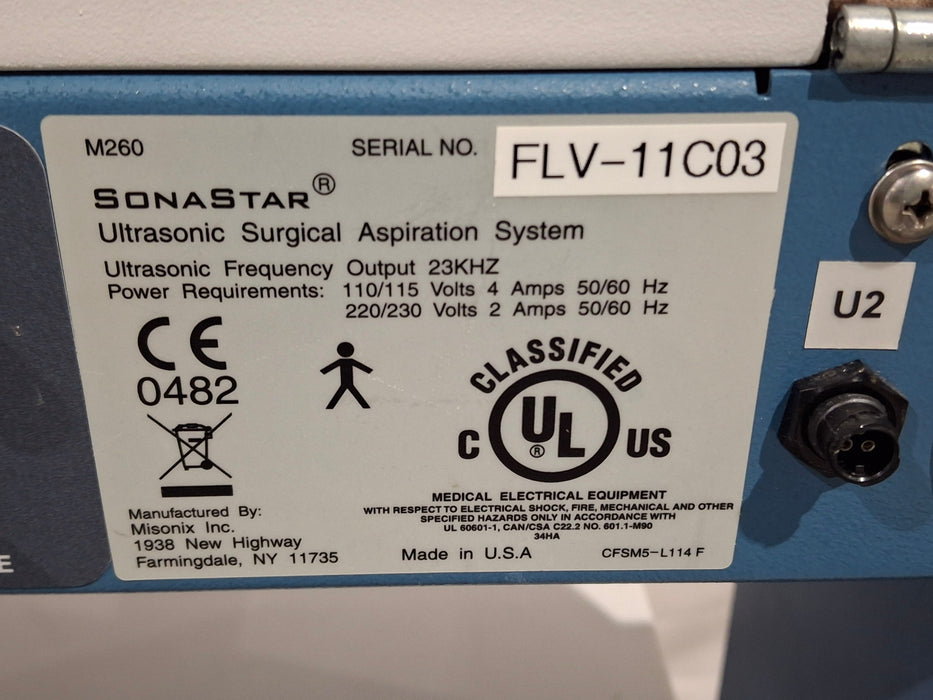 M260
SERIAL NO. FLV-11C03
SONASTAR®
Ultrasonic Surgical Aspiration System
Ultrasonic Frequency Output 23KHZ
Power Requirements: 110/115 Volts 4 Amps 50/60 Hz
220/230 Volts 2 Amps 50/60 Hz
CE
0482
CLASSIFIED
C UL® US
MEDICAL ELECTRICAL EQUIPMENT
WITH RESPECT TO ELECTRICAL SHOCK, FIRE, MECHANICAL AND OTHER
SPECIFIED HAZARDS ONLY IN ACCORDANCE WITH
UL 60601-1, CAN/CSA C22.2 NO. 601.1-M90
34HA
Manufactured By:
Misonix Inc.
1938 New Highway
Farmingdale, NY 11735
Made in U.S.A
CFSM5-L114 F
U2
E